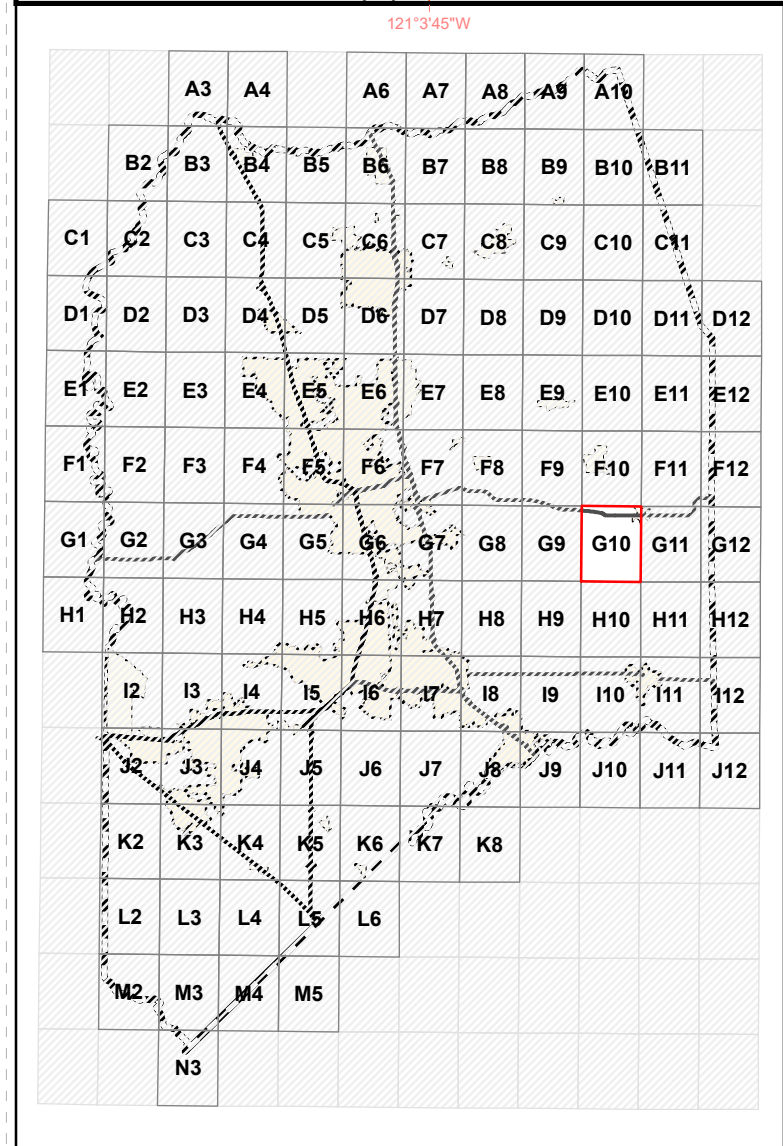 121°3'45"W
A3 A4 A6 A7 A8 A9 A10
B2 B3 B4 B5 B6 B7 B8 B9 B10 B11
C1 C2 C3 C4 C5 C6 C7 C8 C9 C10 C11
D1 D2 D3 D4 D5 D6 D7 D8 D9 D10 D11 D12
E1 E2 E3 E4 E5 E6 E7 E8 E9 E10 E11 E12
F1 F2 F3 F4 F5 F6 F7 F8 F9 F10 F11 F12
G1 G2 G3 G4 G5 G6 G7 G8 G9 G10 G11 G12
H1 H2 H3 H4 H5 H6 H7 H8 H9 H10 H11 H12
I2 I3 I4 I5 I6 I7 I8 I9 I10 I11 I12
J2 J3 J4 J5 J6 J7 J8 J9 J10 J11 J12
K2 K3 K4 K5 K6 K7 K8
L2 L3 L4 L5 L6
M2 M3 M4 M5
N3